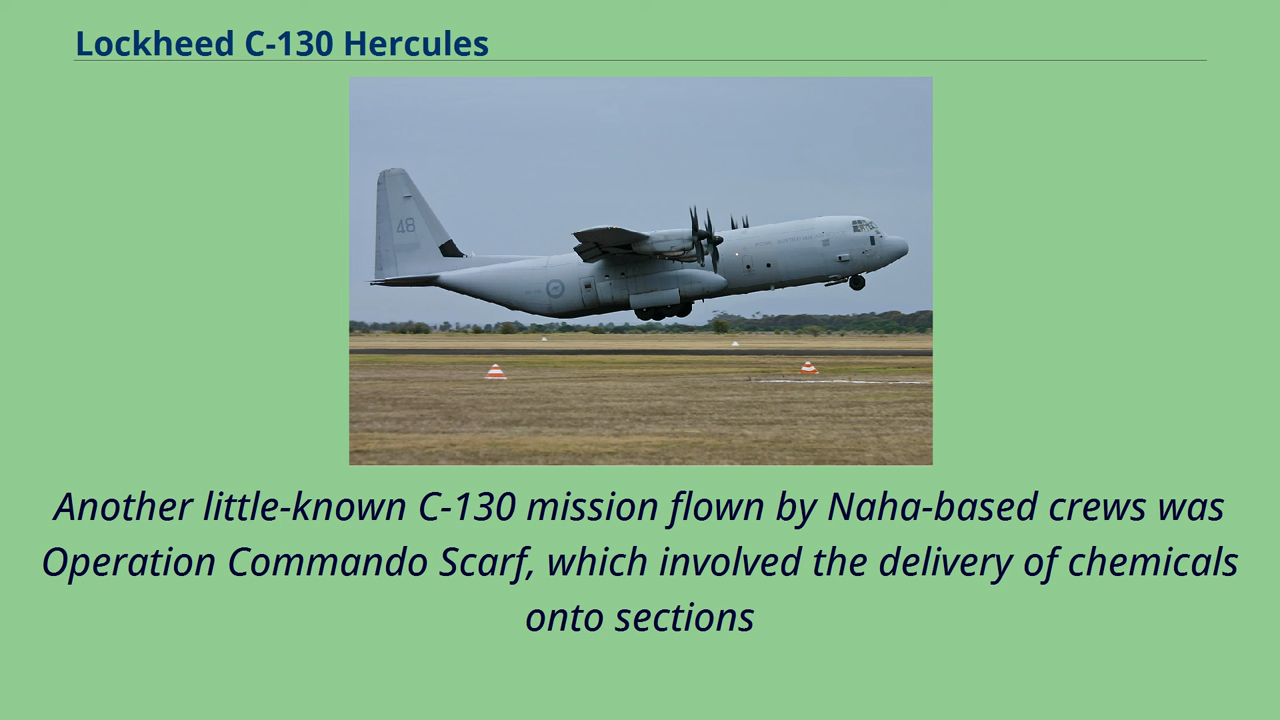 Lockheed C-130 Hercules
48
Another little-known C-130 mission flown by Naha-based crews was
Operation Commando Scarf, which involved the delivery of chemicals
onto sections